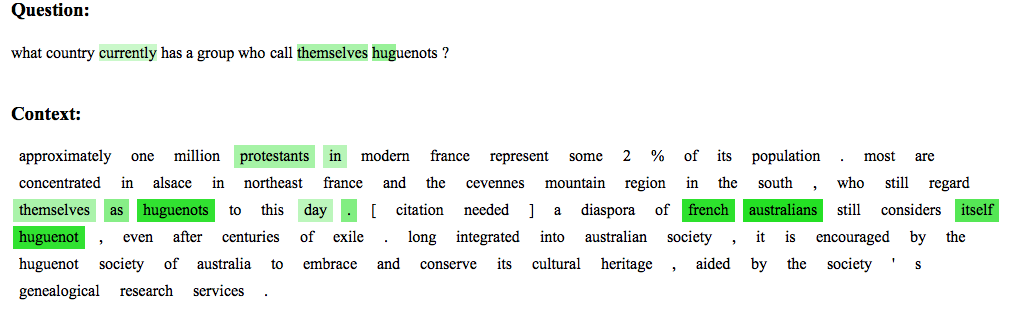 Question:
what country currently has a group who call themselves huguenots ?
Context:
approximately one million protestants in modern france represent some 2 % of its population . most are
concentrated in alsace in northeast france and the cevennes mountain region in the south , who still regard
themselves as huguenots to this day . [ citation needed ] a diaspora of french australians still considers itself
huguenot , even after centuries of exile . long integrated into australian society , it is encouraged by the
huguenot society of australia to embrace and conserve its cultural heritage , aided by the society ' s
genealogical research services .